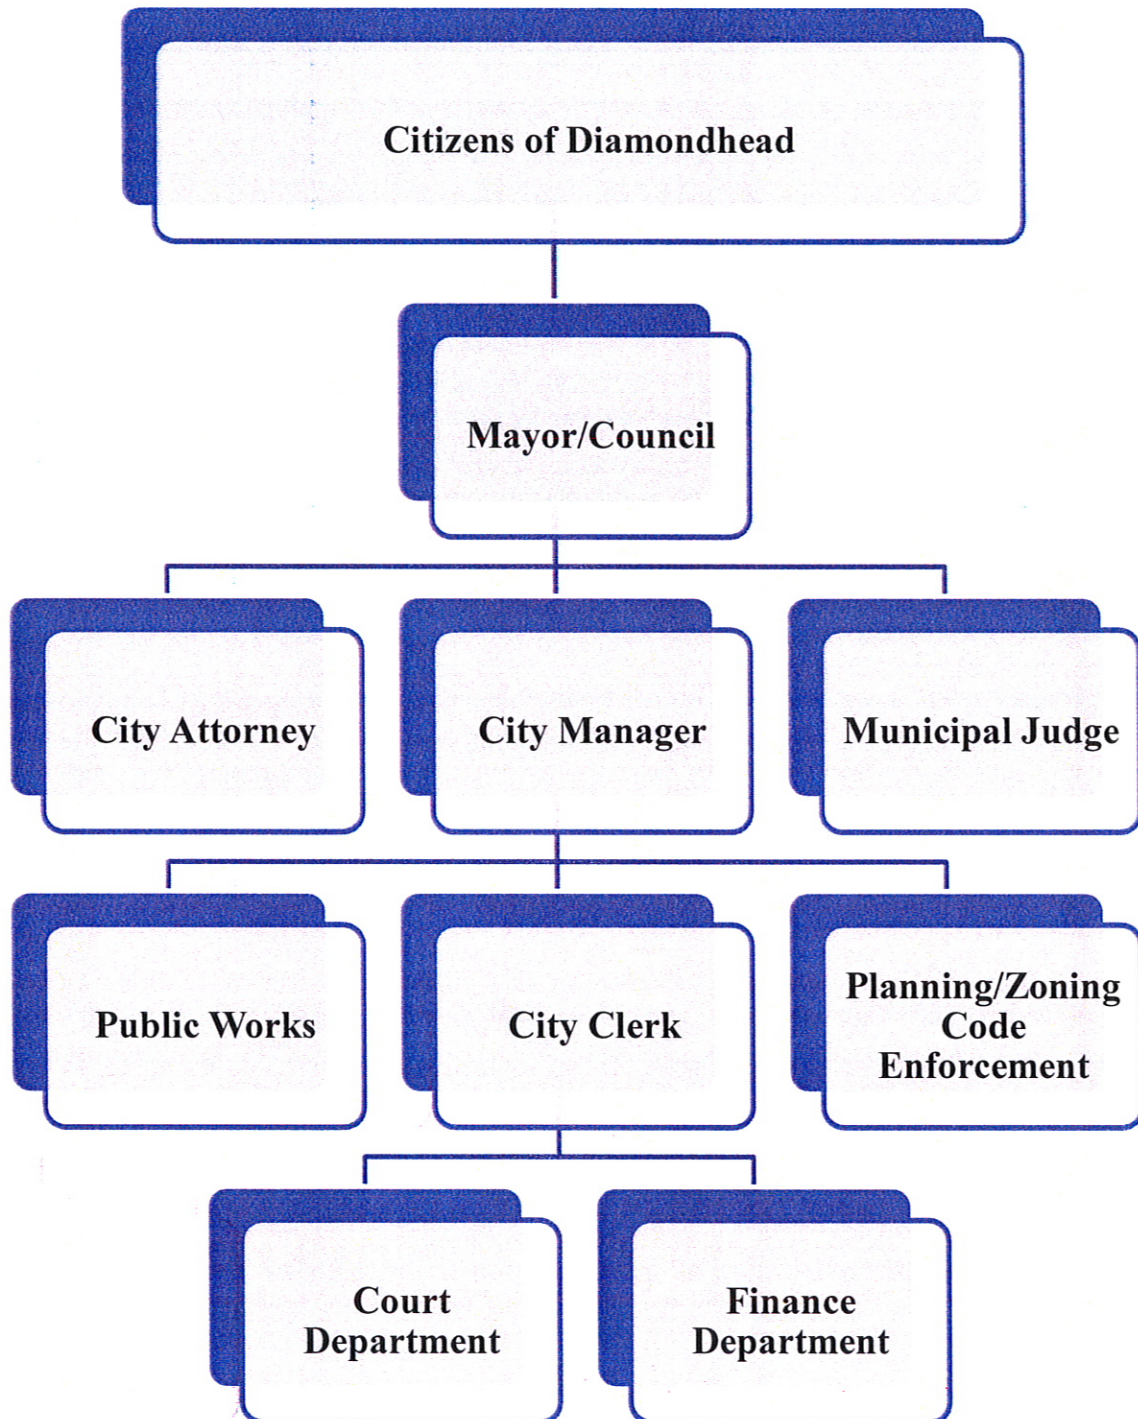 Citizens of Diamondhead
Mayor/Council
City Attorney
City Manager
Municipal Judge
Public Works
City Clerk
Planning/Zoning
Code
Enforcement
Court
Department
Finance
Department